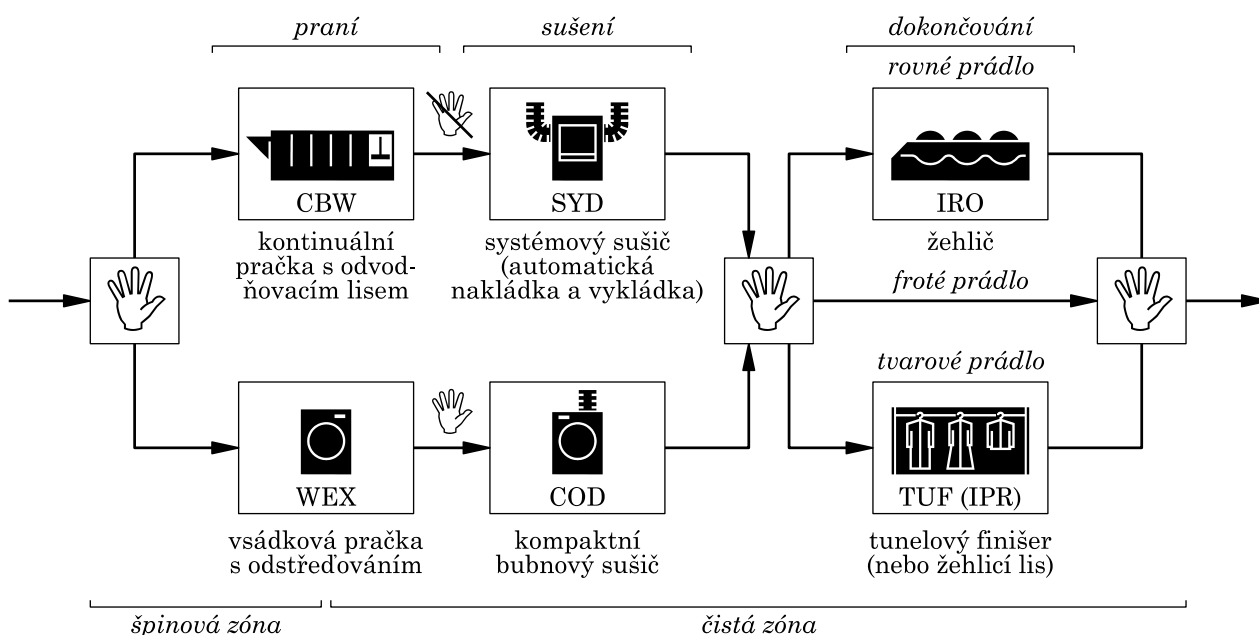 praní
sušení
dokončování
rovné prádlo
CBW
SYD
IRO
kontinuální
pračka s odvod-
ňovacím lisem
systémový sušič
(automatická
nakládka a vykládka)
žehlič
froté prádlo
tvarové prádlo
WEX
COD
TUF (IPR)
vsádková pračka
s odstřeďováním
kompaktní
bubnový sušič
tunelový finišer
(nebo žehlicí lis)
špinová zóna
čistá zóna